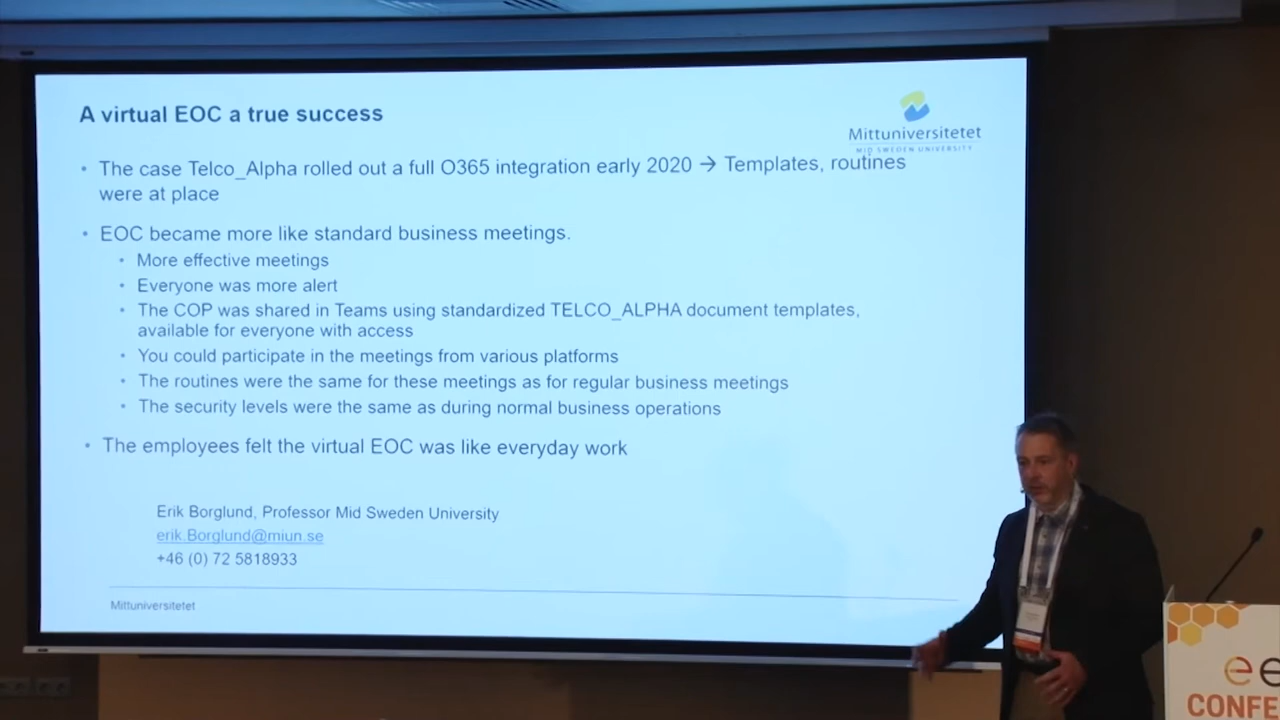 A virtual EOC a true success
Mittuniversitetet
MID SWEDEN UNIVERSITY
• The case Telco_Alpha rolled out a full O365 integration early 2020 → Templates, routines
were at place
• EOC became more like standard business meetings.
• More effective meetings
• Everyone was more alert
• The COP was shared in Teams using standardized TELCO_ALPHA document templates,
available for everyone with access
• You could participate in the meetings from various platforms
• The routines were the same for these meetings as for regular business meetings
• The security levels were the same as during normal business operations
• The employees felt the virtual EOC was like everyday work
Erik Borglund, Professor Mid Sweden University
erik.Borglund@miun.se
+46 (0) 72 5818933
Mittuniversitetet
ee
CONFE